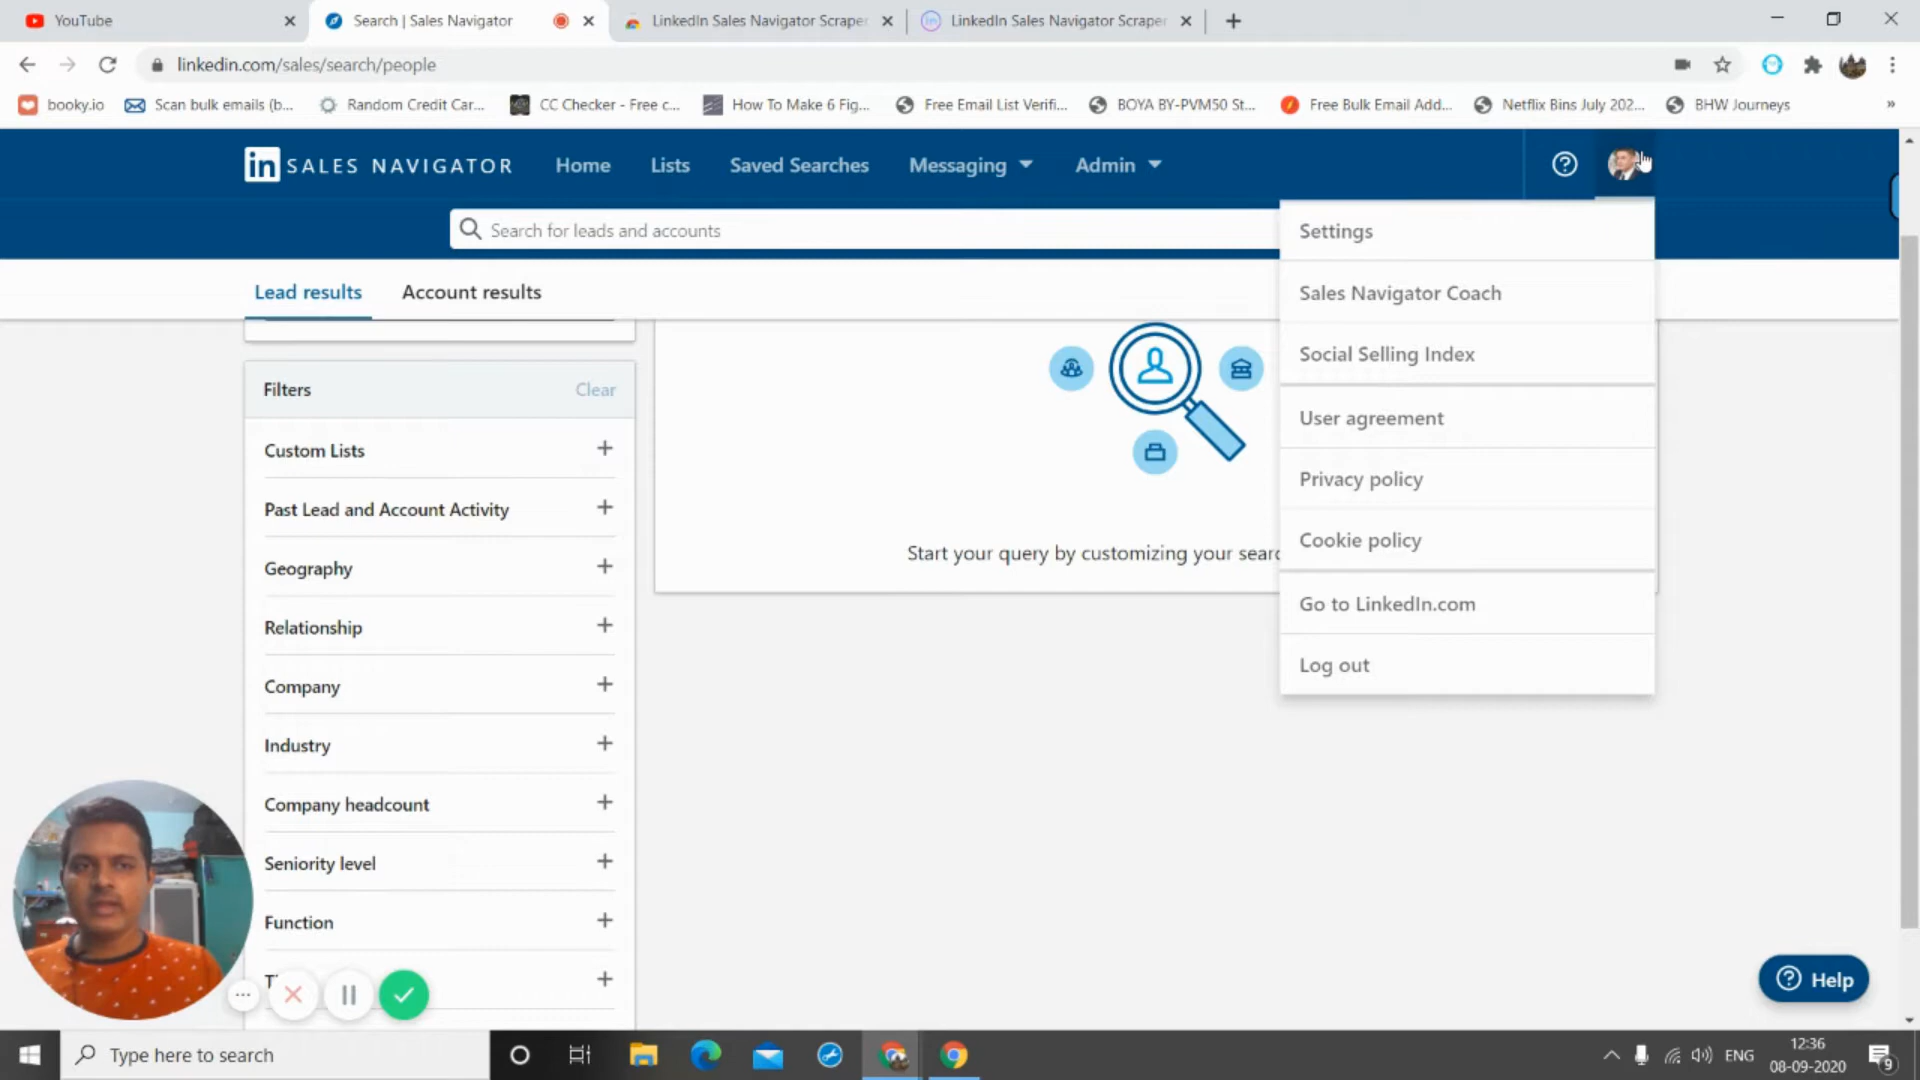 YouTube
Search | Sales Navigator
LinkedIn Sales Navigator Scraper
LinkedIn Sales Navigator Scraper
linkedin.com/sales/search/people
booky.io
Scan bulk emails (b...
Random Credit Car...
CC Checker - Free c...
How To Make 6 Fig...
Free Email List Verifi...
BOYA BY-PVM50 St...
Free Bulk Email Add...
Netflix Bins July 202...
BHW Journeys
»
in SALES NAVIGATOR
Home
Lists
Saved Searches
Messaging
Admin
Search for leads and accounts
Settings
Sales Navigator Coach
Social Selling Index
User agreement
Privacy policy
Cookie policy
Go to LinkedIn.com
Log out
Lead results
Account results
Filters
Clear
Custom Lists
Past Lead and Account Activity
Geography
Relationship
Company
Industry
Company headcount
Seniority level
Function
Start your query by customizing your searc
Help
Type here to search
ENG
12:36
08-09-2020
9